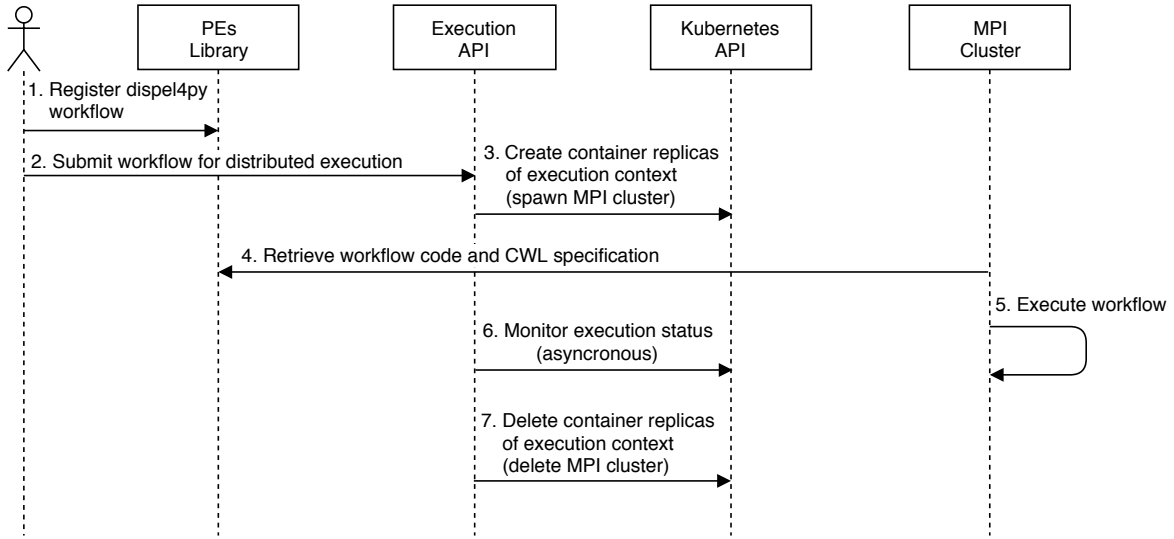 PEs
Library
Execution
API
Kubernetes
API
MPI
Cluster
1. Register dispel4py
workflow
2. Submit workflow for distributed execution
3. Create container replicas
of execution context
(spawn MPI cluster)
4. Retrieve workflow code and CWL specification
5. Execute workflow
6. Monitor execution status
(asyncronous)
7. Delete container replicas
of execution context
(delete MPI cluster)